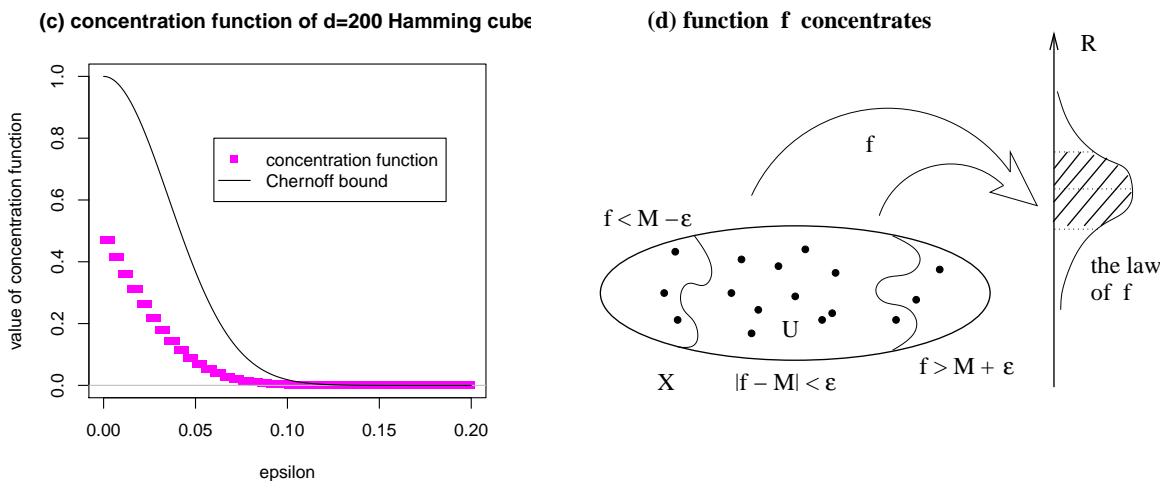 (c) concentration function of d=200 Hamming cube
value of concentration function
1.0
0.8
0.6
0.4
0.2
0.0
concentration function
Chernoff bound
0.00 0.05 0.10 0.15 0.20
epsilon
(d) function f concentrates
R
f
f < M − ε
U
the law
of f
f > M + ε
X
|f − M| < ε